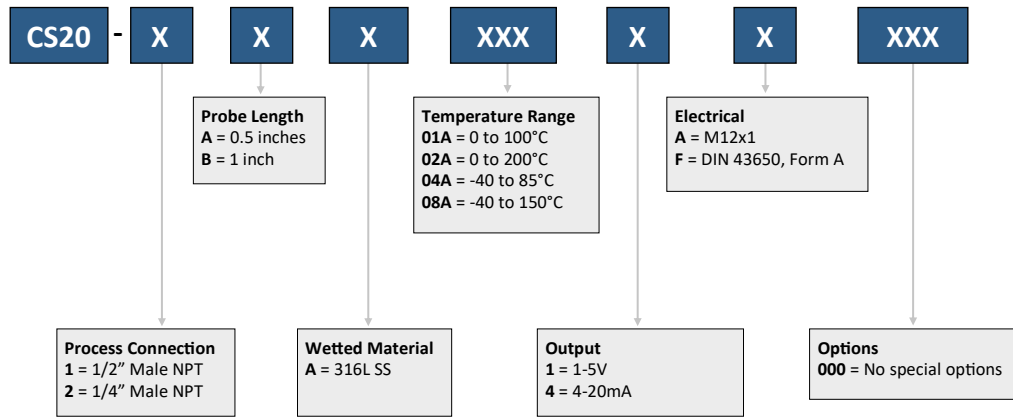 CS20 - X X X XXX X X XXX
Probe Length
A = 0.5 inches
B = 1 inch
Temperature Range
01A = 0 to 100°C
02A = 0 to 200°C
04A = -40 to 85°C
08A = -40 to 150°C
Electrical
A = M12x1
F = DIN 43650, Form A
Process Connection
1 = 1/2” Male NPT
2 = 1/4” Male NPT
Wetted Material
A = 316L SS
Output
1 = 1-5V
4 = 4-20mA
Options
000 = No special options